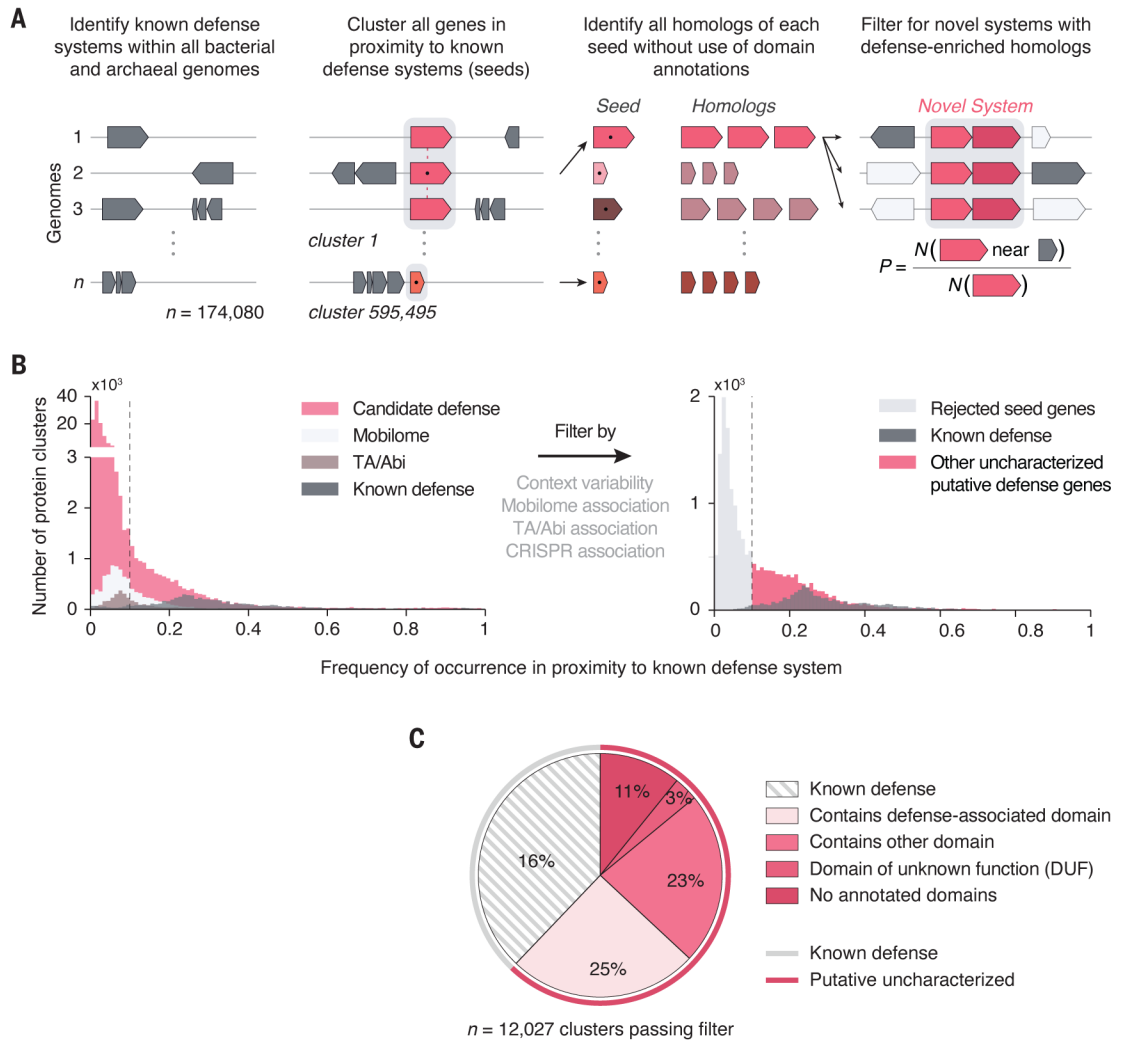 A
Identify known defense
systems within all bacterial
and archaeal genomes
Cluster all genes in
proximity to known
defense systems (seeds)
Identify all homologs of each
seed without use of domain
annotations
Filter for novel systems with
defense-enriched homologs
Genomes
1
2
3
n
n = 174,080
cluster 1
cluster 595,495
Seed
Homologs
Novel System
P = N( near )
N( )
B
x10³
40
20
3
2
1
0
Number of protein clusters
0 0.2 0.4 0.6 0.8 1
Candidate defense
Mobilome
TA/Abi
Known defense
Filter by
Context variability
Mobilome association
TA/Abi association
CRISPR association
x10³
2
1
0
0 0.2 0.4 0.6 0.8 1
Rejected seed genes
Known defense
Other uncharacterized
putative defense genes
Frequency of occurrence in proximity to known defense system
C
11%
3%
16%
23%
25%
Known defense
Contains defense-associated domain
Contains other domain
Domain of unknown function (DUF)
No annotated domains
Known defense
Putative uncharacterized
n = 12,027 clusters passing filter